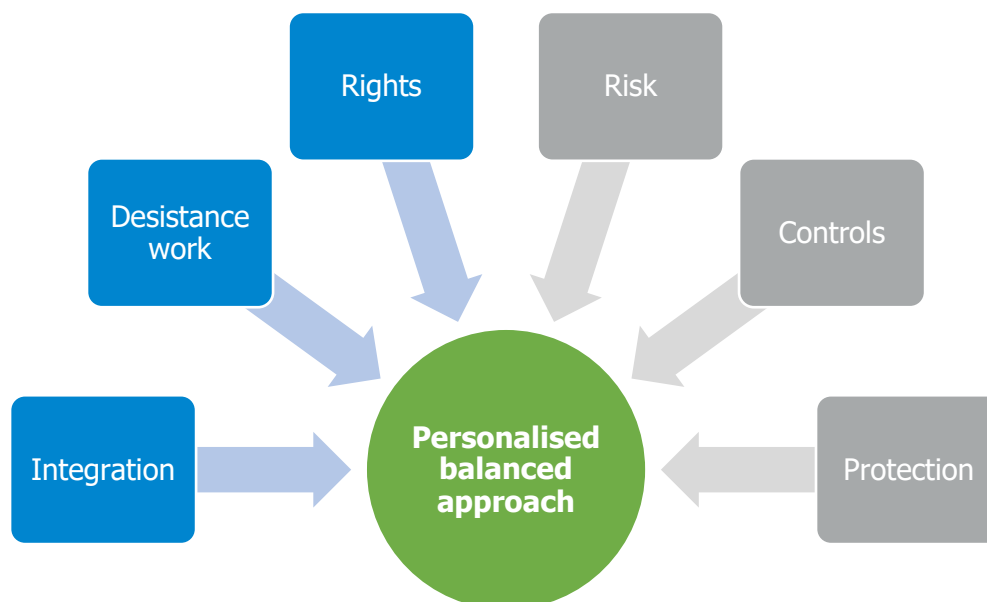 Rights
Risk
Desistance
work
Controls
Integration
Personalised
balanced
approach
Protection